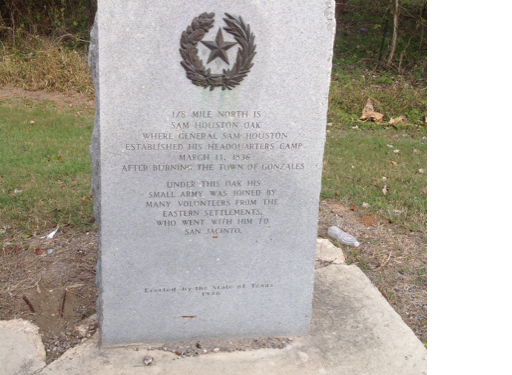 1/8 MILE NORTH IS
SAM HOUSTON OAK
WHERE GENERAL SAM HOUSTON
ESTABLISHED HIS HEADQUARTERS CAMP
MARCH 13, 1836
AFTER BURNING THE TOWN OF GONZALES
UNDER THIS OAK HIS
SMALL ARMY WAS JOINED BY
MANY VOLUNTEERS FROM THE
EASTERN SETTLEMENTS,
WHO WENT WITH HIM TO
SAN JACINTO.
Erected by the State of Texas
1936